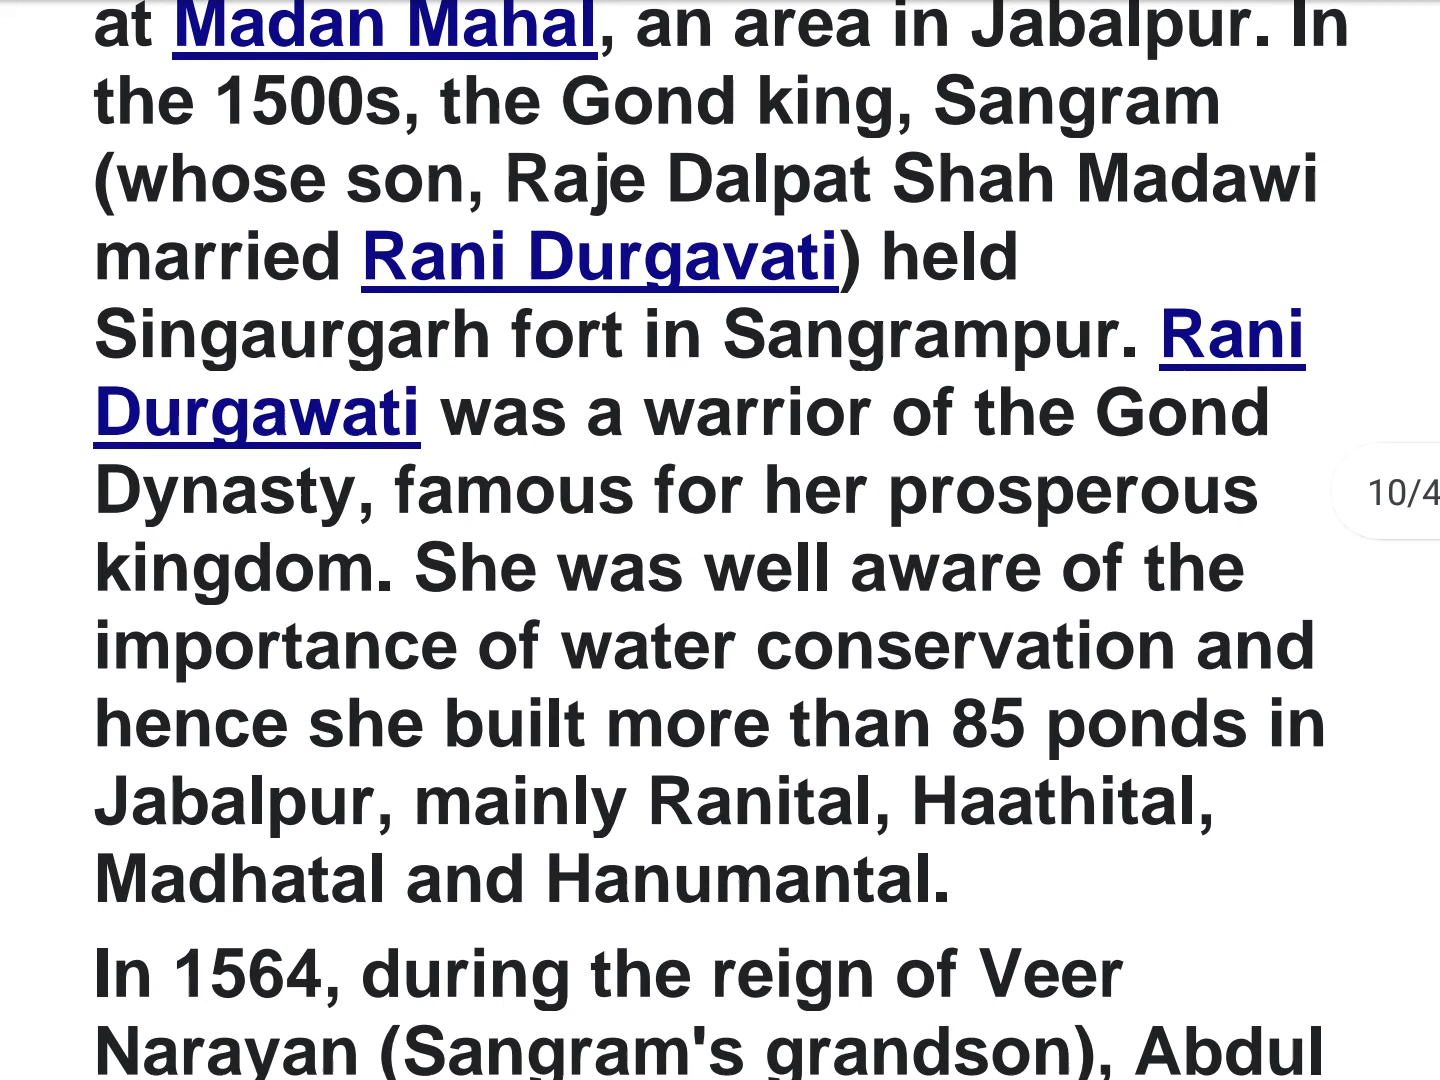 at Madan Mahal, an area in Jabalpur. In
the 1500s, the Gond king, Sangram
(whose son, Raje Dalpat Shah Madawi
married Rani Durgavati) held
Singaurgarh fort in Sangrampur. Rani
Durgawati was a warrior of the Gond
Dynasty, famous for her prosperous
kingdom. She was well aware of the
importance of water conservation and
hence she built more than 85 ponds in
Jabalpur, mainly Ranital, Haathital,
Madhatal and Hanumantal.
In 1564, during the reign of Veer
Narayan (Sangram's grandson), Abdul
10/4